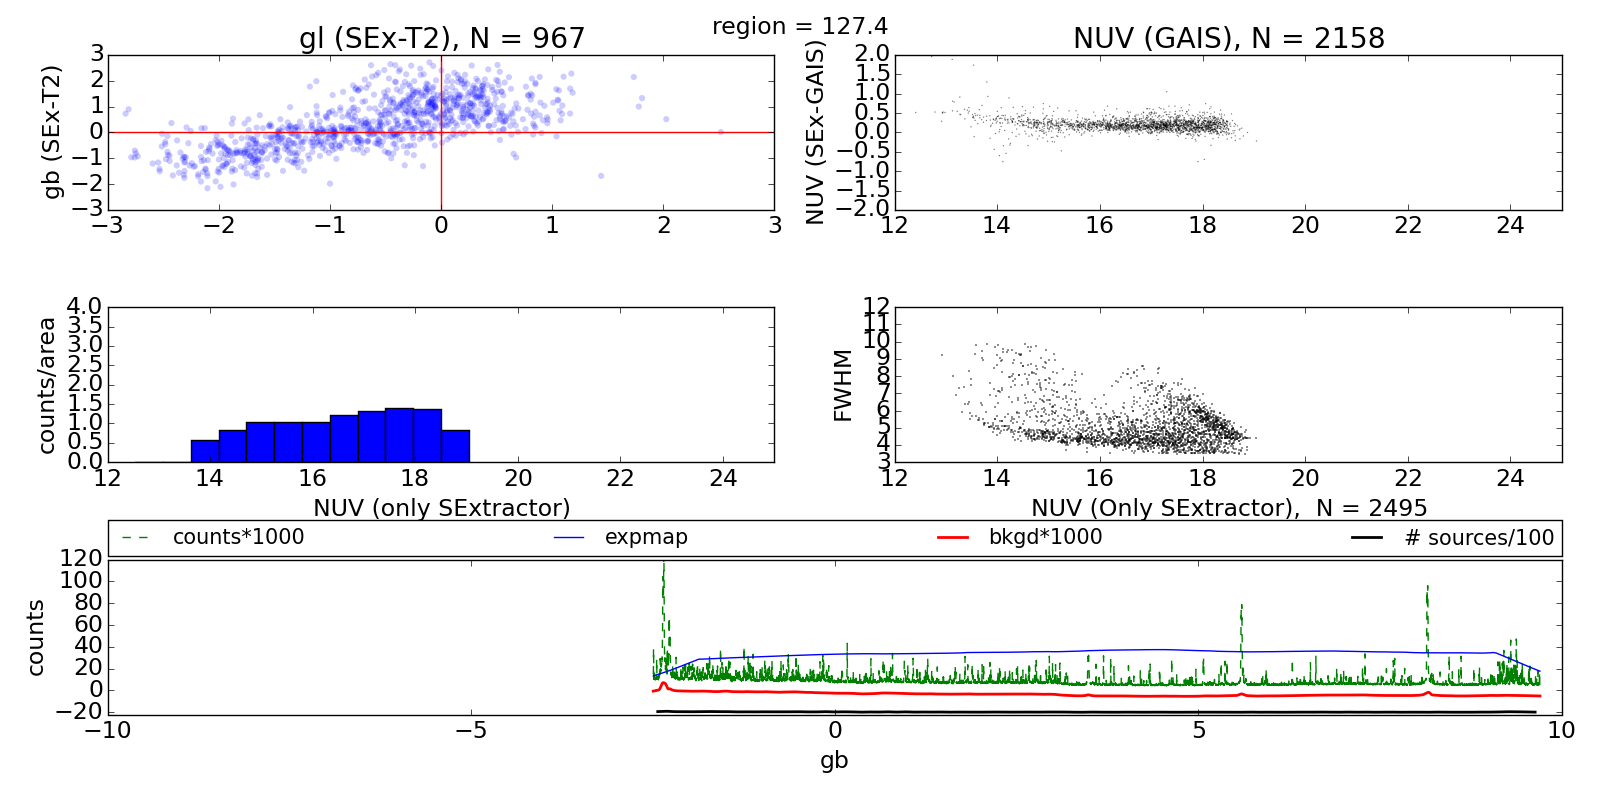 region = 127.4
gl (SEx-T2), N = 967
gb (SEx-T2)
3
2
1
0
−1
−2
−3
−3 −2 −1 0 1 2 3
NUV (GAIS), N = 2158
NUV (SEx-GAIS)
2.0
1.5
1.0
0.5
0.0
−0.5
−1.0
−1.5
−2.0
12 14 16 18 20 22 24
counts/area
4.0
3.5
3.0
2.5
2.0
1.5
1.0
0.5
0.0
12 14 16 18 20 22 24
NUV (only SExtractor)
FWHM
12
11
10
9
8
7
6
5
4
3
12 14 16 18 20 22 24
NUV (Only SExtractor), N = 2495
counts*1000 expmap bkgd*1000 # sources/100
counts
120
100
80
60
40
20
0
−20
−10 −5 0 5 10
gb